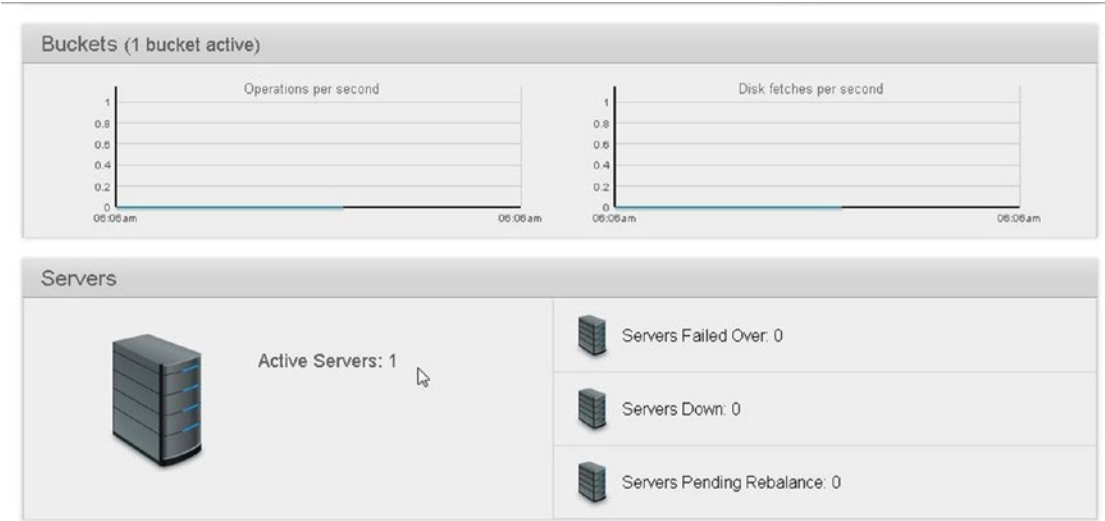 Buckets (1 bucket active)
Operations per second
1
0.8
0.6
0.4
0.2
0
06:06am 06:06am
Disk fetches per second
1
0.8
0.6
0.4
0.2
0
06:06am 06:06am
Servers
Active Servers: 1
Servers Failed Over: 0
Servers Down: 0
Servers Pending Rebalance: 0